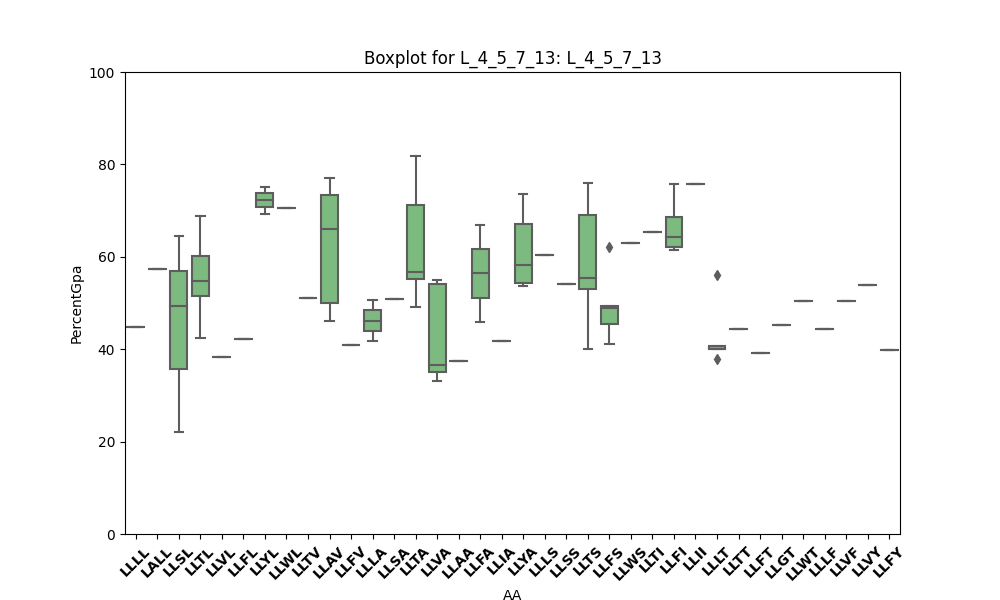 Boxplot for L_4_5_7_13: L_4_5_7_13
PercentGpa
100
80
60
40
20
0
LLLL LALL LLSL LLTL LLVL LLFL LLYL LLWL LLTV LLAV LLFV LLLA LLSA LLTA LLVA LLAA LLFA LLIA LLYA LLLS LLSS LLTS LLFS LLWS LLTI LLFI LLII LLLT LLTT LLFT LLGT LLWT LLLF LLVF LLVY LLFY
AA